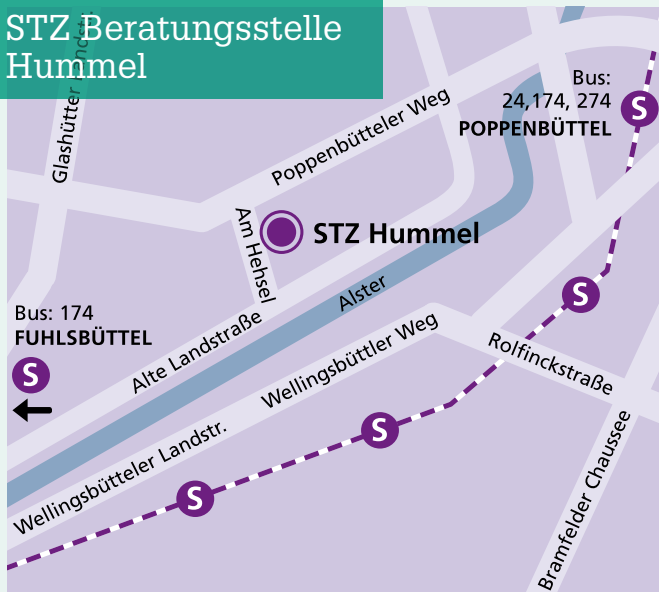 STZ Beratungsstelle
Hummel
Glashütter Landstr.
Poppenbütteler Weg
Bus:
24,174, 274
POPPENBÜTTEL
S
Am Hehsel
STZ Hummel
Alster
S
Bus: 174
FUHLSBÜTTEL
S
Alte Landstraße
Wellingsbüttler Weg
Rolfinckstraße
S
Wellingsbütteler Landstr.
S
Bramfelder Chaussee